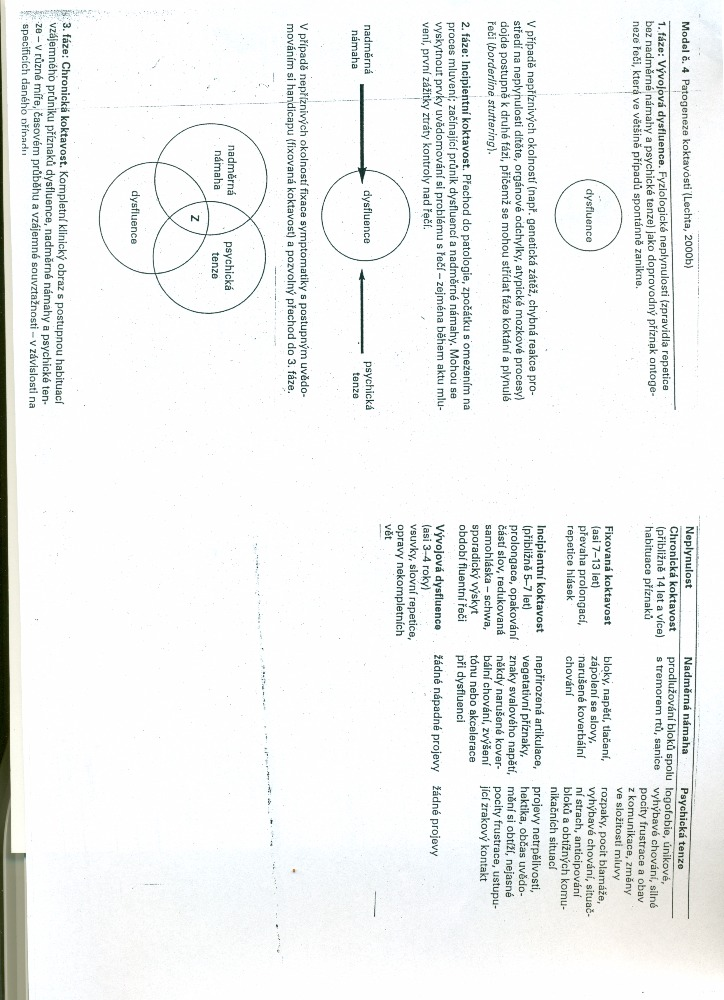 Model č. 4 Patogeneze koktavosti (Lechta, 2000b)
1. fáze: Vývojová dysfluence. Fyziologické neplynulosti (zpravidla repetice
bez nadměrné námahy a psychické tenze) jako doprovodný příznak ontoge-
neze řeči, která ve většině případů spontánně zanikne.
dysfluence
V případě nepříznivých okolností (např. genetická zátěž, chybná reakce pro-
středí na neplynulosti dítěte, orgánové odchylky, atypické mozkové procesy)
dojde postupně k druhé fázi, přičemž se mohou střídat fáze koktání a plynulé
řeči (borderline stuttering).
2. fáze: Incipientní koktavost. Přechod do patologie, zpočátku s omezením na
proces mluvení; začínající průnik dysfluencí a nadměrné námahy. Mohou se
vyskytnout prvky uvědomování si problému s řečí – zejména během aktu mlu-
vení, první zážitky ztráty kontroly nad řečí.
nadměrná
námaha
dysfluence
psychická
tenze
V případě nepříznivých okolností fixace symptomatiky s postupným uvědo-
mováním si handicapu (fixovaná koktavost) a pozvolný přechod do 3. fáze.
nadměrná
námaha
psychická
tenze
Z
dysfluence
3. fáze: Chronická koktavost. Kompletní klinický obraz s postupnou habituací
vzájemného průniku příznaků dysfluence, nadměrné námahy a psychické ten-
ze – v různé míře, časovém průběhu a vzájemné souvztažnosti – v závislosti na
specifících daného případu
Neplynulost Nadměrná námaha Psychická tenze
Chronická koktavost
(přibližně 14 let a více)
habituace příznaků
prodlužování bloků spolu
s tremorem rtů, sanice
logofobie, únikové,
vyhýbavé chování, silné
pocity frustrace a obav
z komunikace, změny
ve složitosti mluvy
Fixovaná koktavost
(asi 7–13 let)
převaha prolongací,
repetice hlásek
bloky, napětí, tlačení,
zápolení se slovy,
narušené koverbální
chování
rozpaky, pocit blamáže,
vyhýbavé chování, situač-
ní strach, anticipování
bloků a obtížných komu-
nikačních situací
Incipientní koktavost
(přibližně 5–7 let)
prolongace, opakování
částí slov, redukovaná
samohláska – schwa,
sporadický výskyt
období fluentní řeči
nepřirozená artikulace,
vegetativní příznaky,
znaky svalového napětí,
někdy narušené kover-
bální chování, zvýšení
tónu nebo akcelerace
při dysfluenci
projevy netrpělivosti,
hektika, občas uvědo-
mění si obtíží, nejasné
pocity frustrace, ustupu-
jící zrakový kontakt
Vývojová dysfluence
(asi 3–4 roky)
vsuvky, slovní repetice,
opravy nekompletních
vět
žádné nápadné projevy
žádné projevy